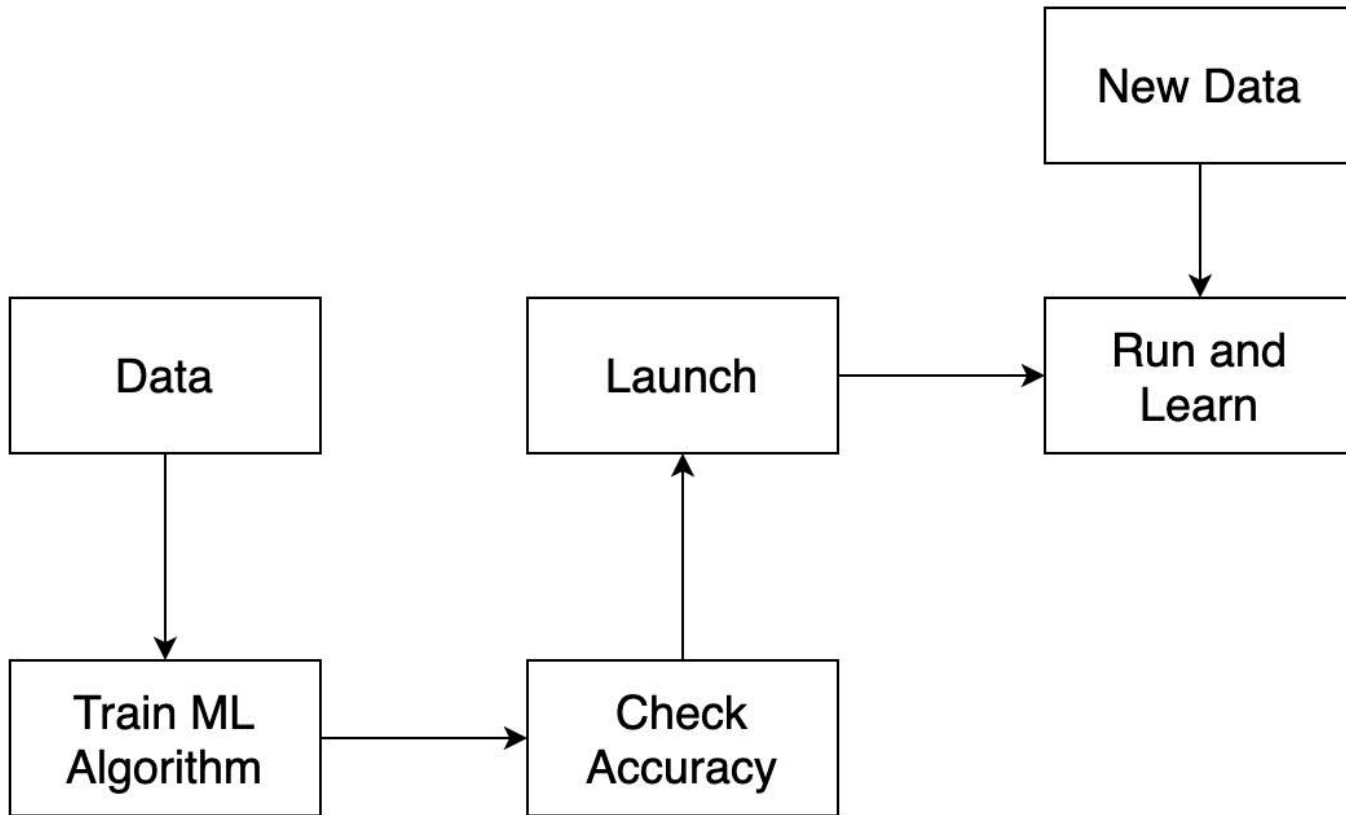 New Data
Data
Launch
Run and
Learn
Train ML
Algorithm
Check
Accuracy